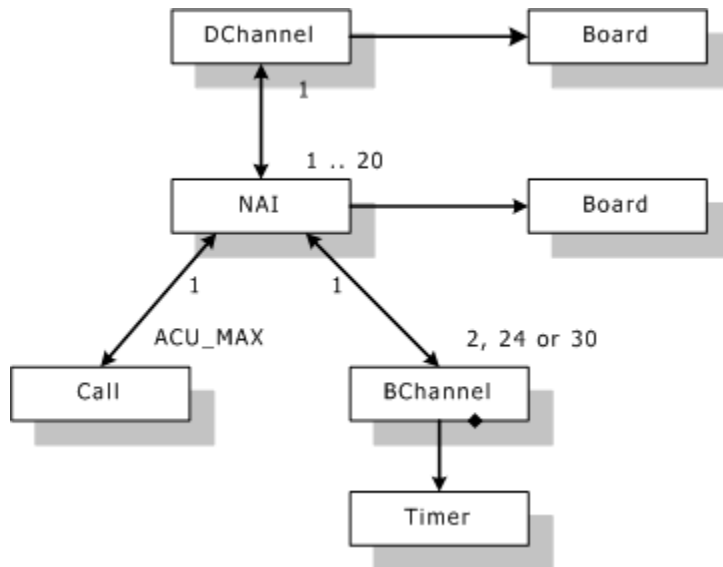 DChannel
Board
1
1 .. 20
NAI
Board
1
1
ACU_MAX
2, 24 or 30
Call
BChannel
Timer